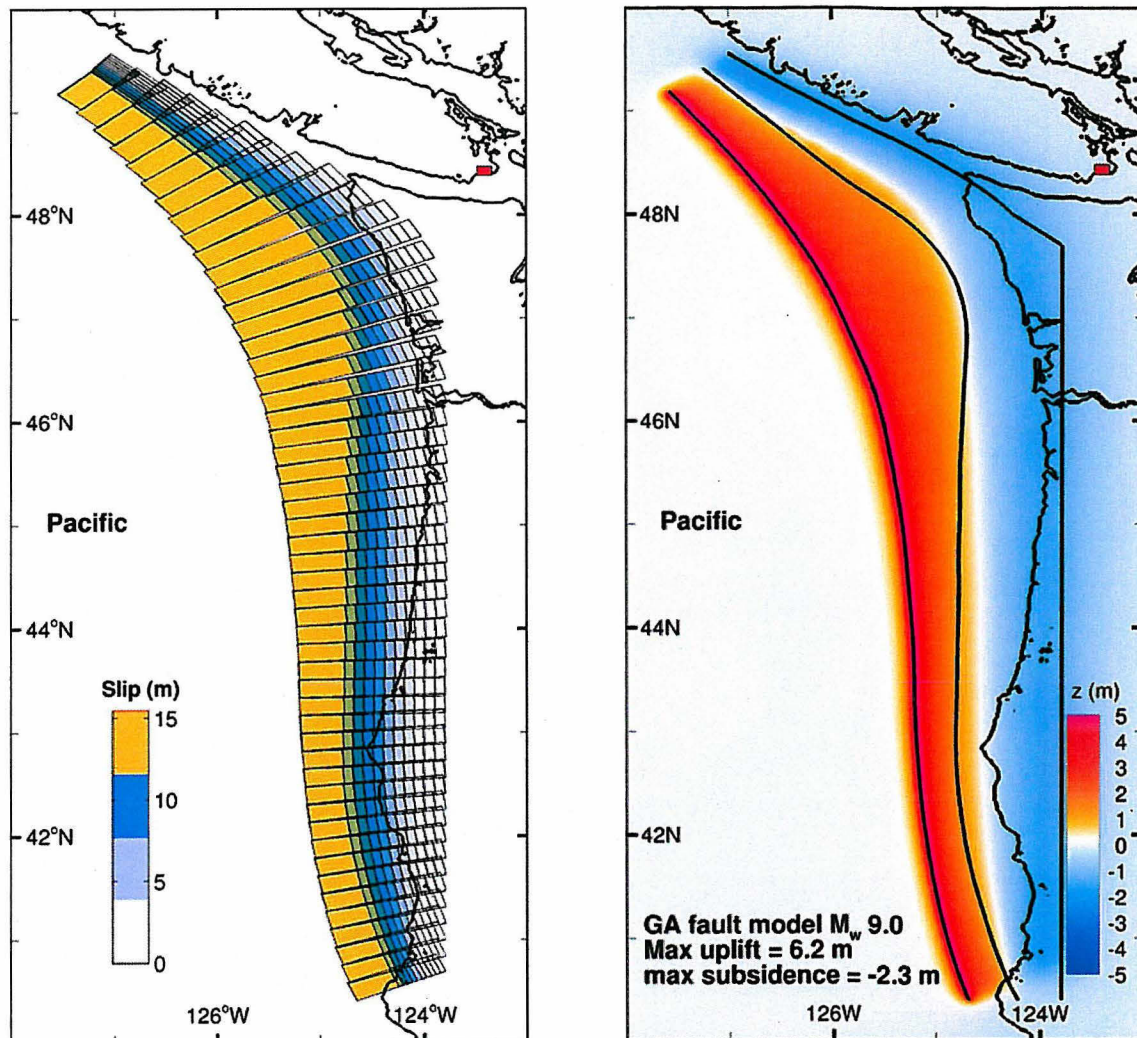 48°N
46°N
44°N
42°N
Pacific
Slip (m)
15
10
5
0
126°W
124°W
48N
46N
44N
42N
Pacific
z (m)
5
4
3
2
1
0
-1
-2
-3
-4
-5
GA fault model Mw 9.0
Max uplift = 6.2 m
max subsidence = -2.3 m
126°W
124°W